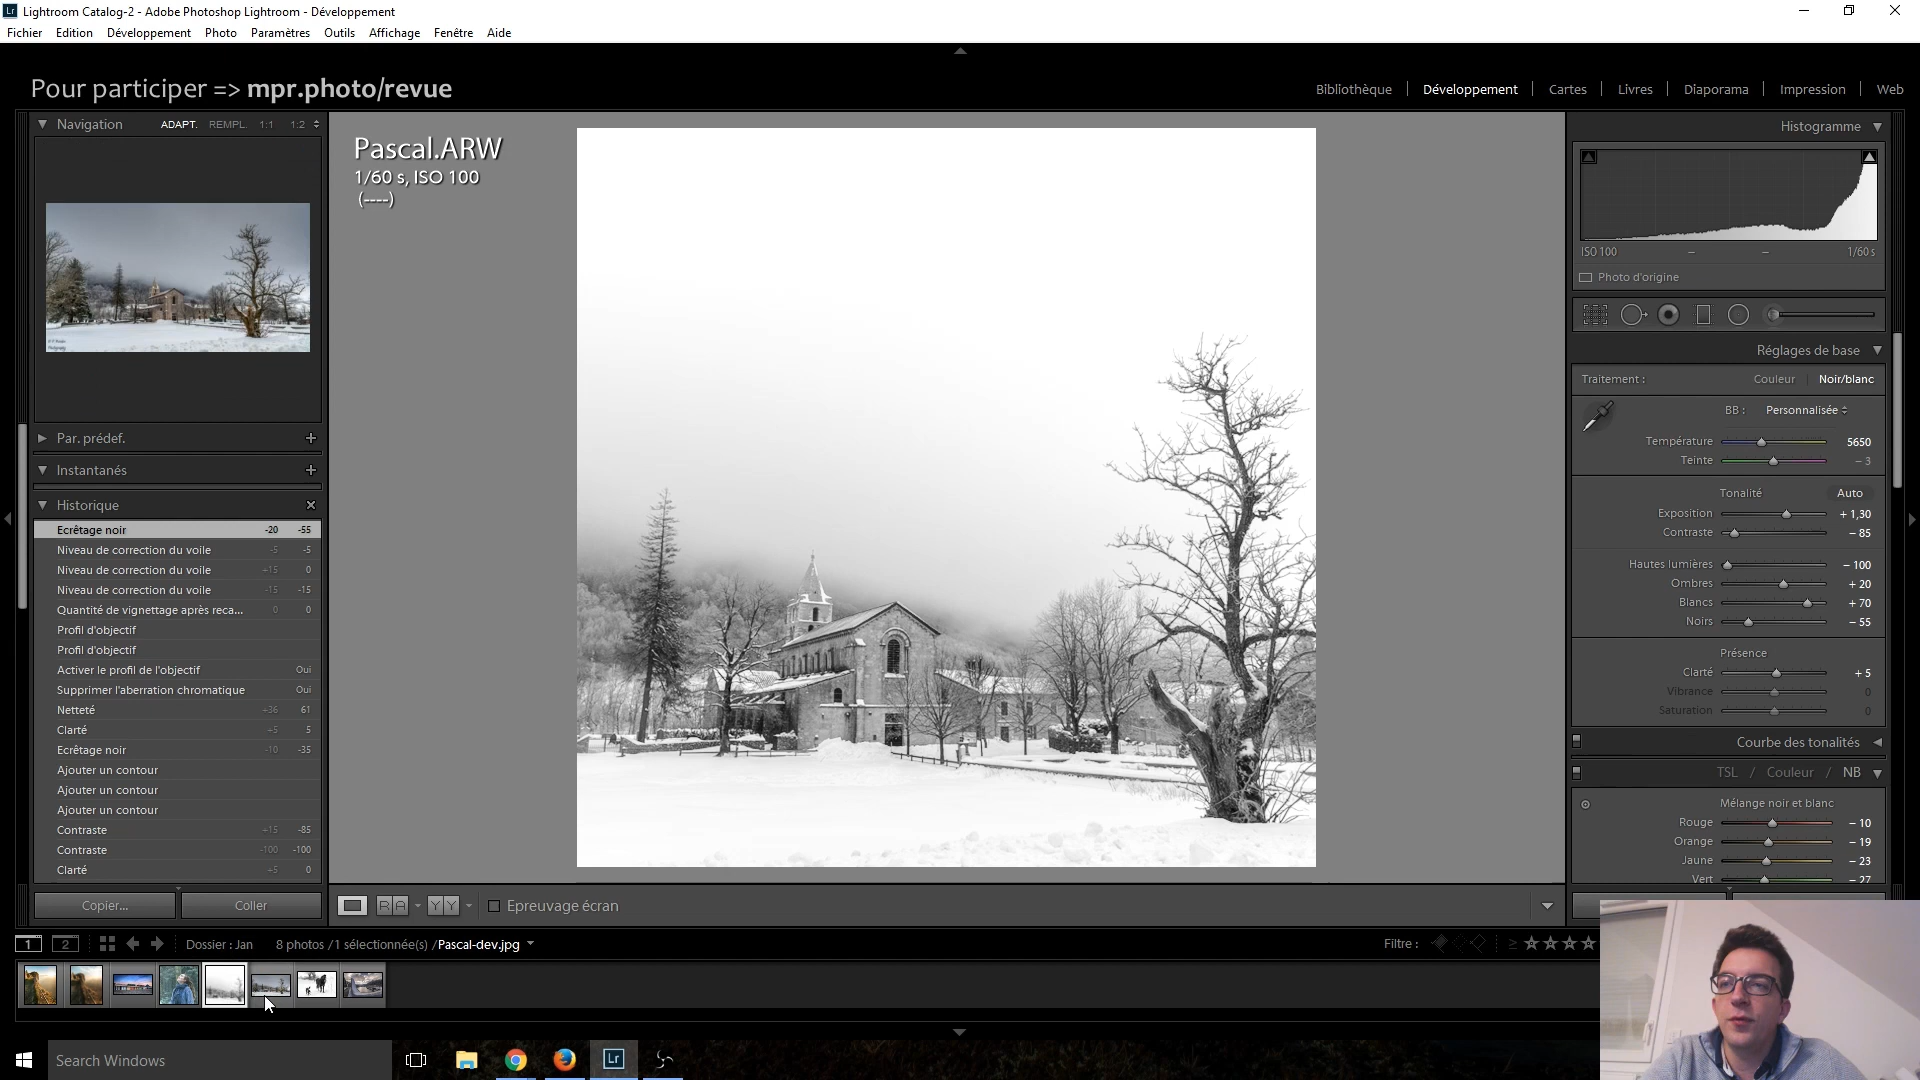 Lightroom Catalog-2 - Adobe Photoshop Lightroom - Développement
Fichier Edition Développement Photo Paramètres Outils Affichage Fenêtre Aide
Pour participer => mpr.photo/revue
Bibliothèque Développement Cartes Livres Diaporama Impression Web
Navigation ADAPT. REMPL. 1:1 1:2
Par. prédef.
Instantanés
Historique
Ecrêtage noir -20 -55
Niveau de correction du voile -5 -5
Niveau de correction du voile +15 0
Niveau de correction du voile -15 -15
Quantité de vignettage après reca... 0 0
Profil d'objectif
Profil d'objectif
Activer le profil de l'objectif Oui
Supprimer l'aberration chromatique Oui
Netteté +36 61
Clarté +5 5
Ecrêtage noir -10 -35
Ajouter un contour
Ajouter un contour
Ajouter un contour
Contraste +15 -85
Contraste -100 -100
Clarté +5 0
Copier... Coller
Pascal.ARW
1/60 s, ISO 100
(----)
Epreuvage écran
Histogramme
ISO 100 – – 1/60 s
Photo d'origine
Réglages de base
Traitement : Couleur Noir/blanc
BB : Personnalisée
Température 5650
Teinte – 3
Tonalité Auto
Exposition + 1,30
Contraste – 85
Hautes lumières – 100
Ombres + 20
Blancs + 70
Noirs – 55
Présence
Clarté + 5
Vibrance 0
Saturation 0
Courbe des tonalités
TSL / Couleur / NB
Mélange noir et blanc
Rouge – 10
Orange – 19
Jaune – 23
Vert – 27
1 2 Dossier : Jan 8 photos /1 sélectionnée(s) /Pascal-dev.jpg Filtre :
Search Windows
Lr